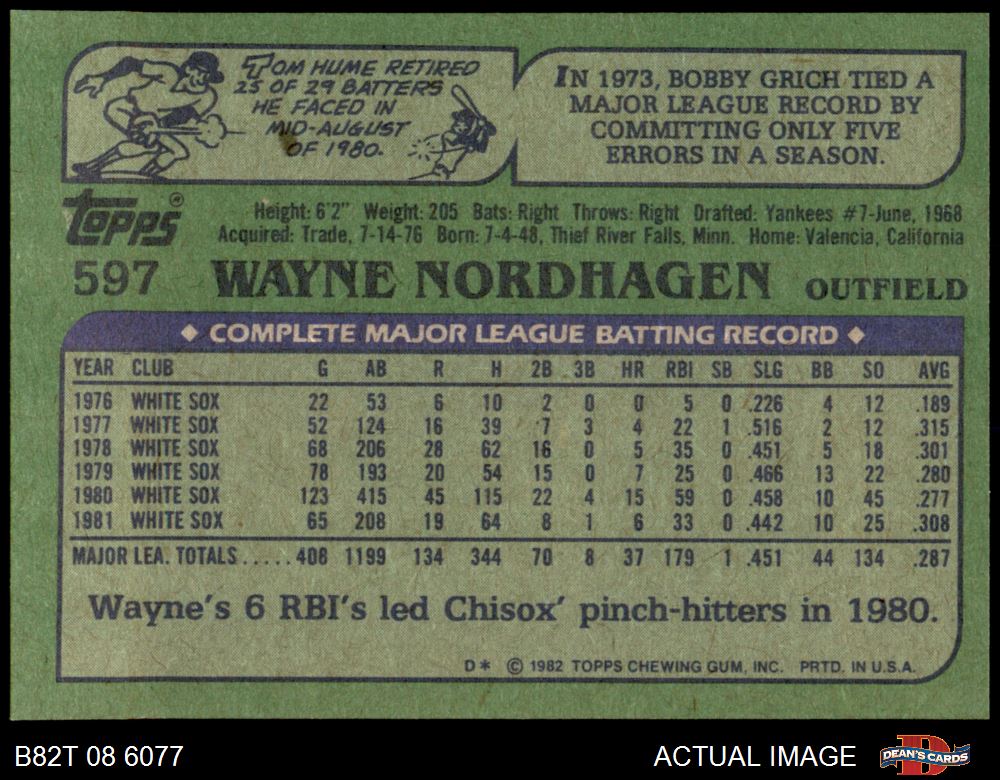 TOM HUME RETIRED
25 OF 29 BATTERS
HE FACED IN
MID-AUGUST
OF 1980.
IN 1973, BOBBY GRICH TIED A
MAJOR LEAGUE RECORD BY
COMMITTING ONLY FIVE
ERRORS IN A SEASON.
TOPPS®
Height: 6'2" Weight: 205 Bats: Right Throws: Right Drafted: Yankees #7-June, 1968
Acquired: Trade, 7-14-76 Born: 7-4-48, Thief River Falls, Minn. Home: Valencia, California
597 WAYNE NORDHAGEN OUTFIELD
◆ COMPLETE MAJOR LEAGUE BATTING RECORD ◆
YEAR CLUB G AB R H 2B 3B HR RBI SB SLG BB SO AVG
1976 WHITE SOX 22 53 6 10 2 0 0 5 0 .226 4 12 .189
1977 WHITE SOX 52 124 16 39 7 3 4 22 1 .516 2 12 .315
1978 WHITE SOX 68 206 28 62 16 0 5 35 0 .451 5 18 .301
1979 WHITE SOX 78 193 20 54 15 0 7 25 0 .466 13 22 .280
1980 WHITE SOX 123 415 45 115 22 4 15 59 0 .458 10 45 .277
1981 WHITE SOX 65 208 19 64 8 1 6 33 0 .442 10 25 .308
MAJOR LEA. TOTALS.....408 1199 134 344 70 8 37 179 1 .451 44 134 .287
Wayne's 6 RBI's led Chisox' pinch-hitters in 1980.
D* © 1982 TOPPS CHEWING GUM, INC. PRTD. IN U.S.A.
B82T 08 6077 ACTUAL IMAGE D DEAN'S CARDS